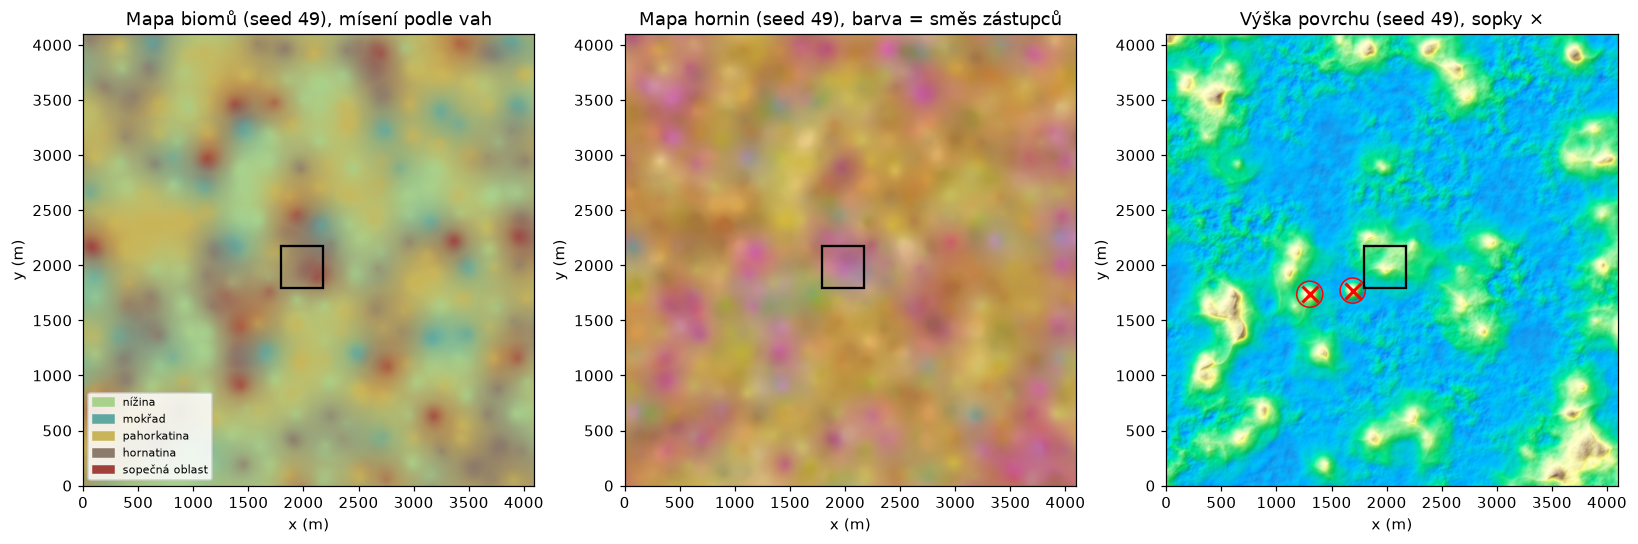 Mapa biomů (seed 49), mísení podle vah
4000
3500
3000
2500
2000
1500
1000
500
0
y (m)
nížina
mokřad
pahorkatina
hornatina
sopečná oblast
0 500 1000 1500 2000 2500 3000 3500 4000
x (m)
Mapa hornin (seed 49), barva = směs zástupců
4000
3500
3000
2500
2000
1500
1000
500
0
y (m)
0 500 1000 1500 2000 2500 3000 3500 4000
x (m)
Výška povrchu (seed 49), sopky ×
4000
3500
3000
2500
2000
1500
1000
500
0
y (m)
0 500 1000 1500 2000 2500 3000 3500 4000
x (m)